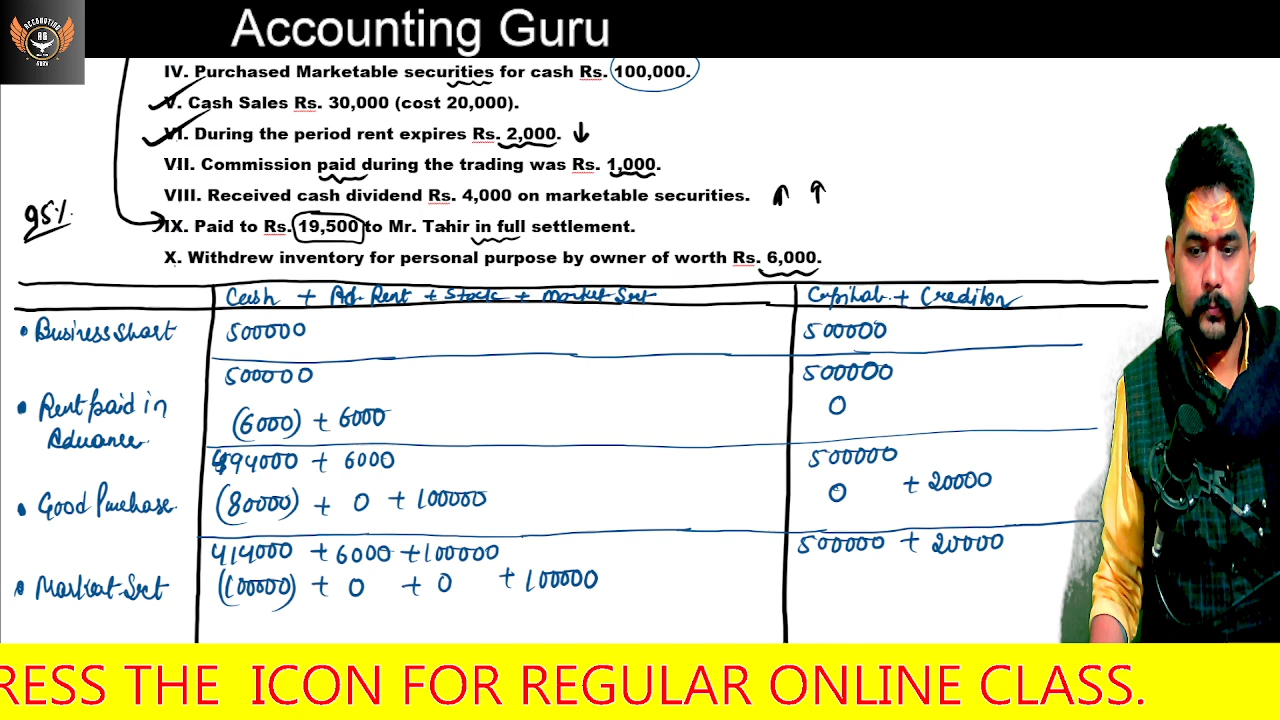 ACCOUNTING
AG
GURU
Accounting Guru
IV. Purchased Marketable securities for cash Rs. 100,000.
V. Cash Sales Rs. 30,000 (cost 20,000).
VI. During the period rent expires Rs. 2,000.
VII. Commission paid during the trading was Rs. 1,000.
VIII. Received cash dividend Rs. 4,000 on marketable securities.
95%
IX. Paid to Rs. 19,500 to Mr. Tahir in full settlement.
X. Withdrew inventory for personal purpose by owner of worth Rs. 6,000.
Cash + Ad. Rent + Stock + Market Sect Capital + Creditor
Business Start 500000 500000
500000 500000
Rent paid in Advance (6000) + 6000 0
494000 + 6000 500000
Good Purchase (80000) + 0 + 100000 0 + 20000
414000 + 6000 + 100000 500000 + 20000
Market Sect (100000) + 0 + 0 + 100000
RESS THE ICON FOR REGULAR ONLINE CLASS.